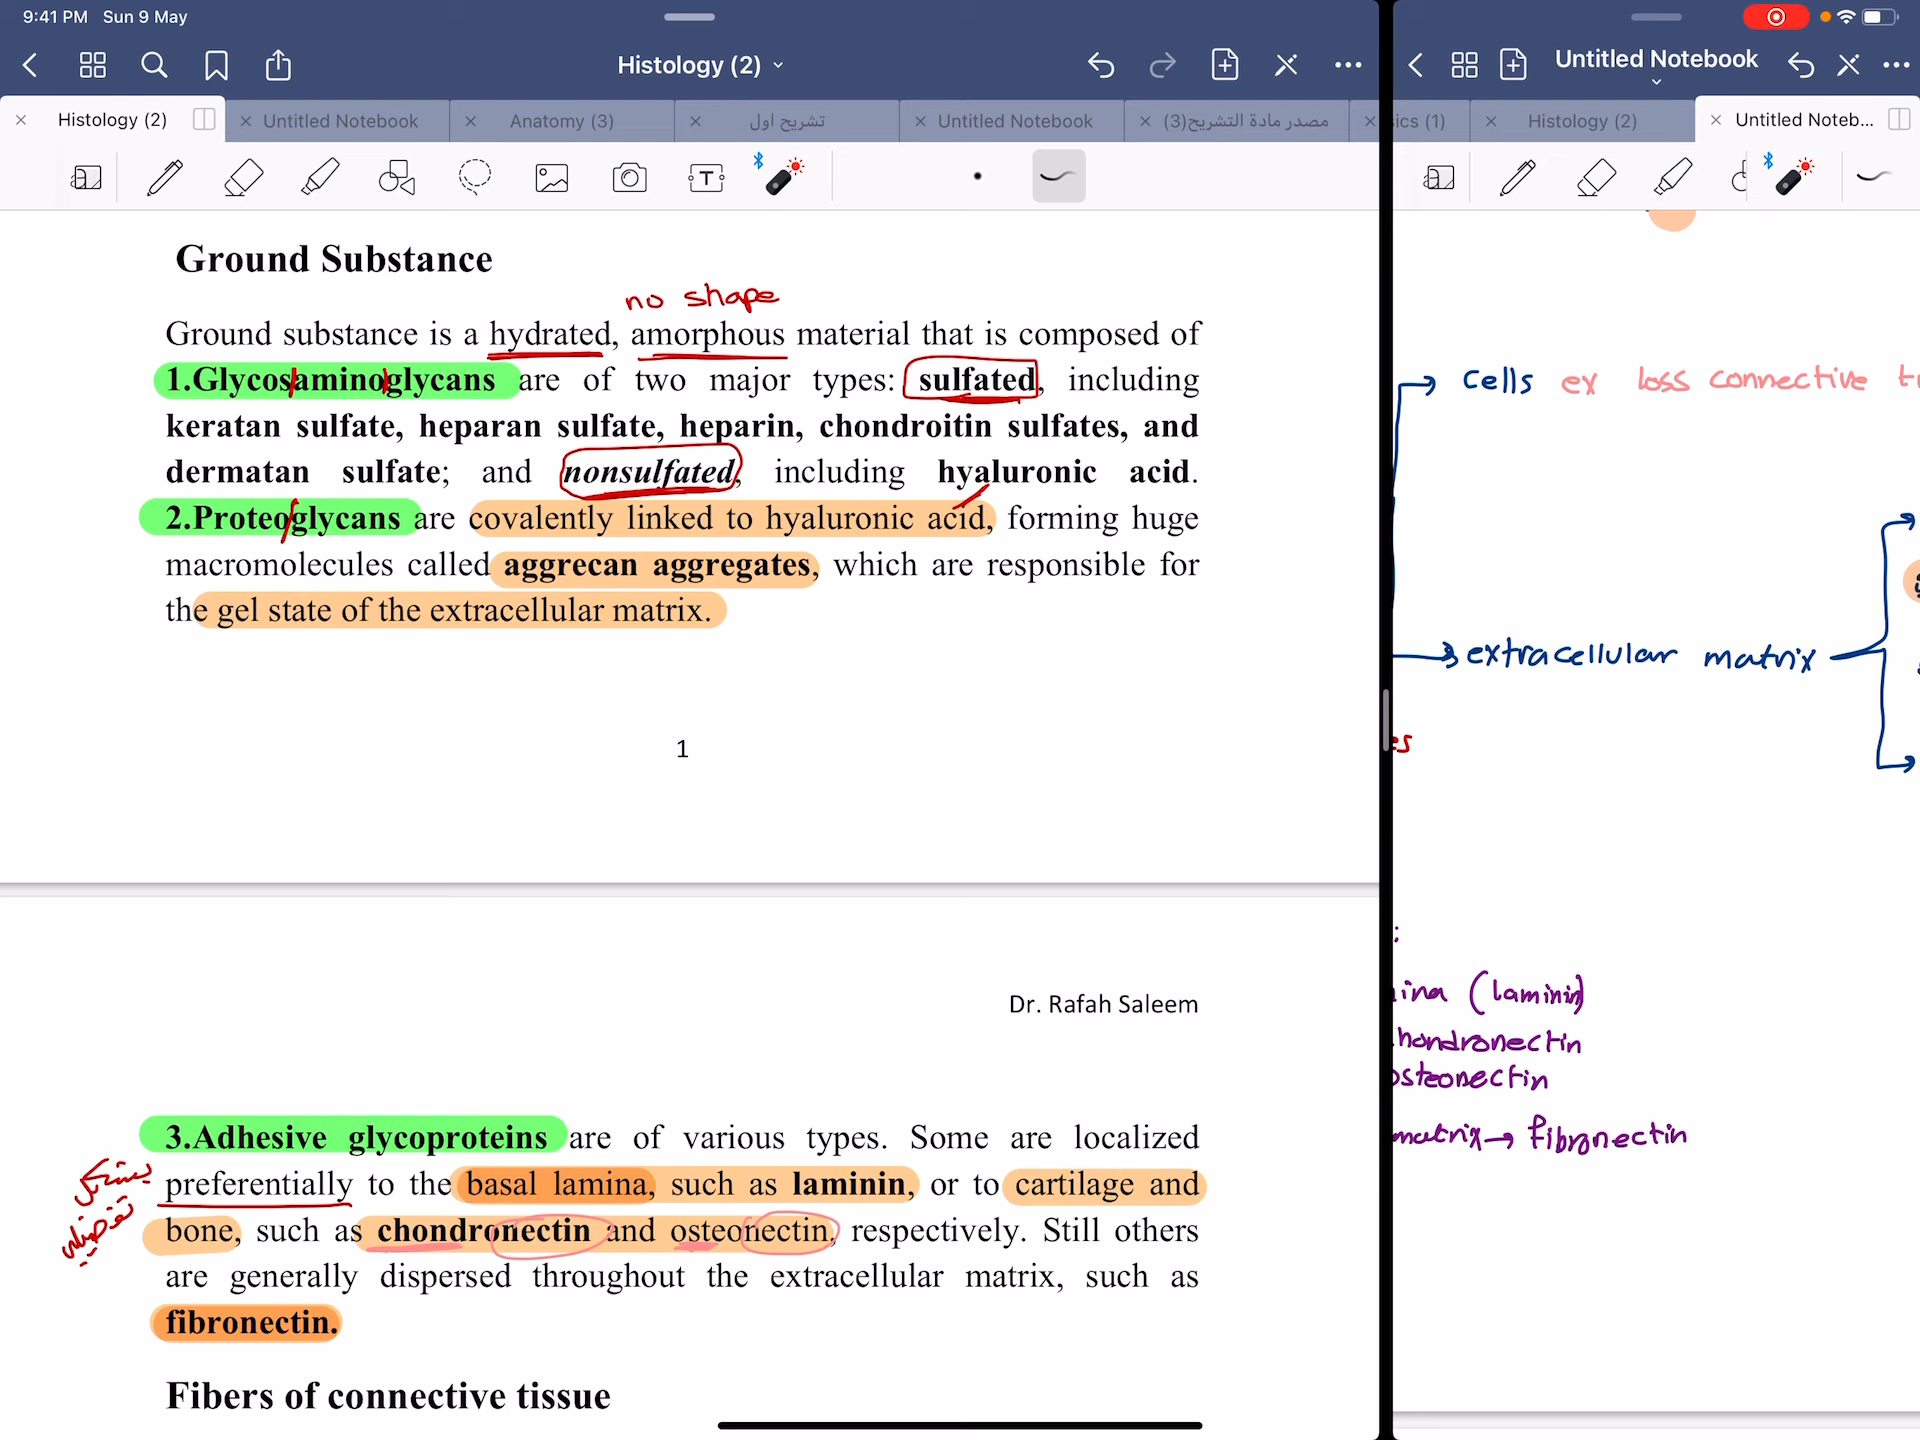 9:41 PM Sun 9 May
Histology (2)
Untitled Notebook
Histology (2)
Untitled Notebook
Anatomy (3)
تشريح اول
Untitled Notebook
مصدر مادة التشريح(3)
ics (1)
Histology (2)
Untitled Noteb...
Ground Substance
no shape
Ground substance is a hydrated, amorphous material that is composed of
1.Glycosaminoglycans are of two major types: sulfated, including
keratan sulfate, heparan sulfate, heparin, chondroitin sulfates, and
dermatan sulfate; and nonsulfated, including hyaluronic acid.
2.Proteoglycans are covalently linked to hyaluronic acid, forming huge
macromolecules called aggrecan aggregates, which are responsible for
the gel state of the extracellular matrix.
1
Dr. Rafah Saleem
3.Adhesive glycoproteins are of various types. Some are localized
preferentially to the basal lamina, such as laminin, or to cartilage and
بشكل
تفضيلي
bone, such as chondronectin and osteonectin, respectively. Still others
are generally dispersed throughout the extracellular matrix, such as
fibronectin.
Fibers of connective tissue
cells ex loss connective t
extracellular matrix
es
:
ina (laminin)
hondronectin
osteonectin
matrix → fibronectin